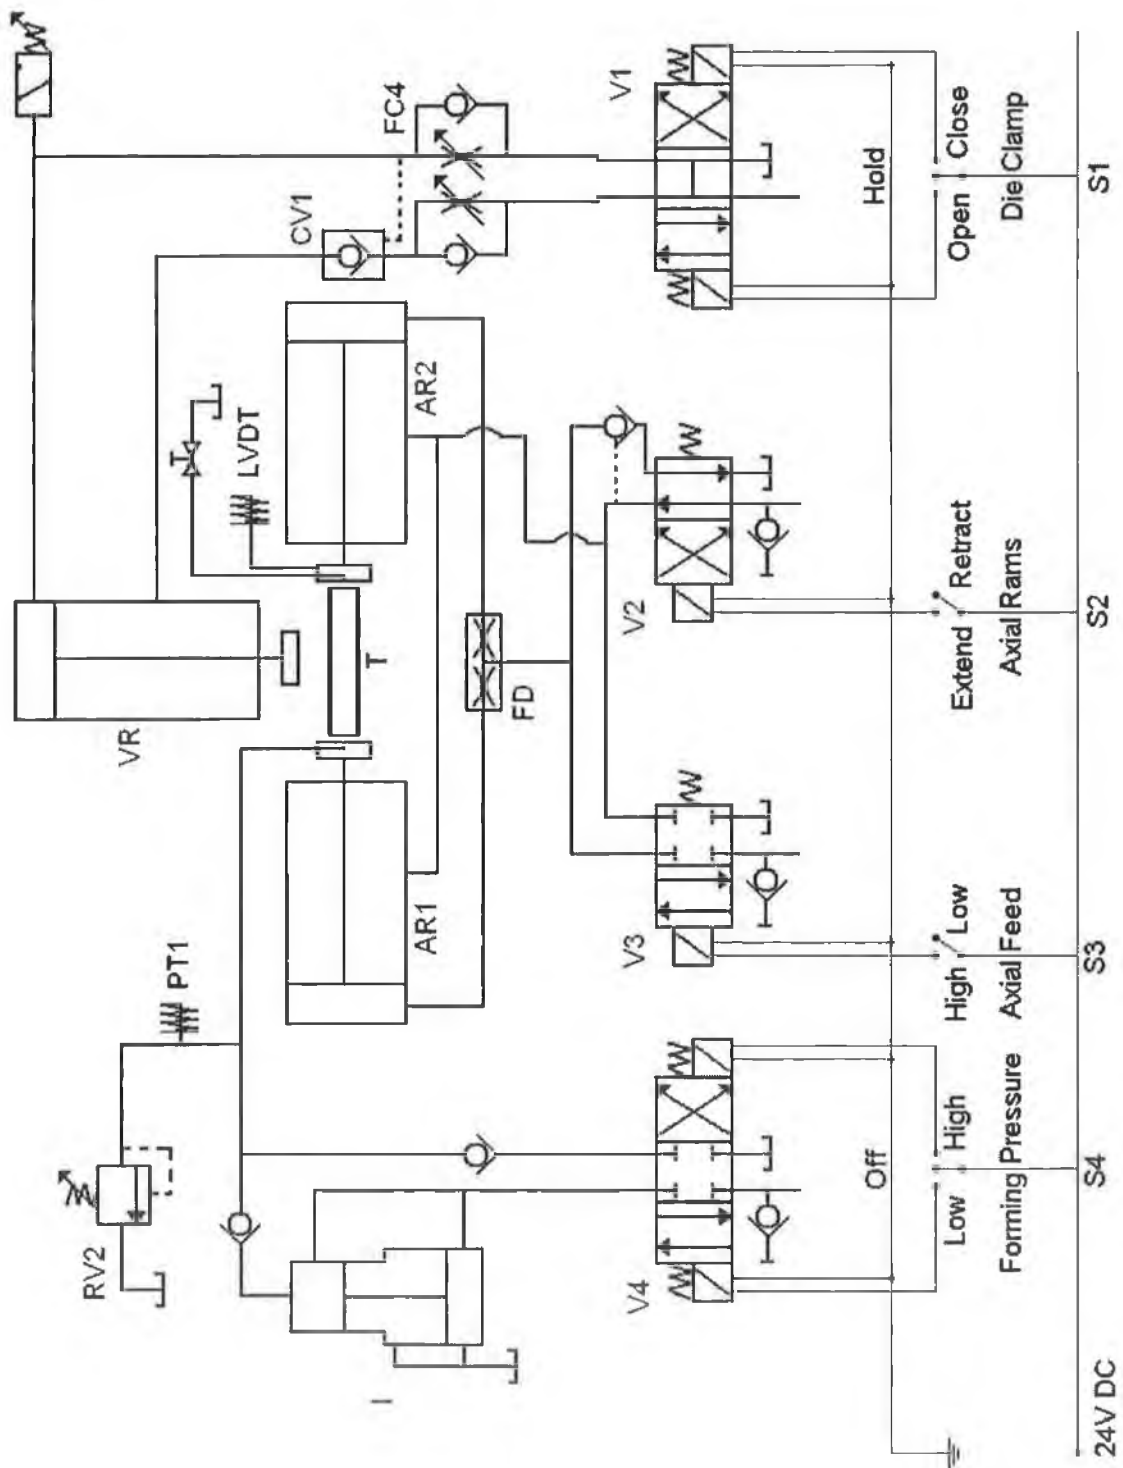 VR
T
LVDT
T
CV1
FC4
RV2
PT1
AR1
AR2
FD
I
V4
V3
V2
V1
Off
Hold
Low
High
Forming Pressure
S4
High
Low
Axial Feed
S3
Extend
Retract
Axial Rams
S2
Open
Close
Die Clamp
S1
24V DC